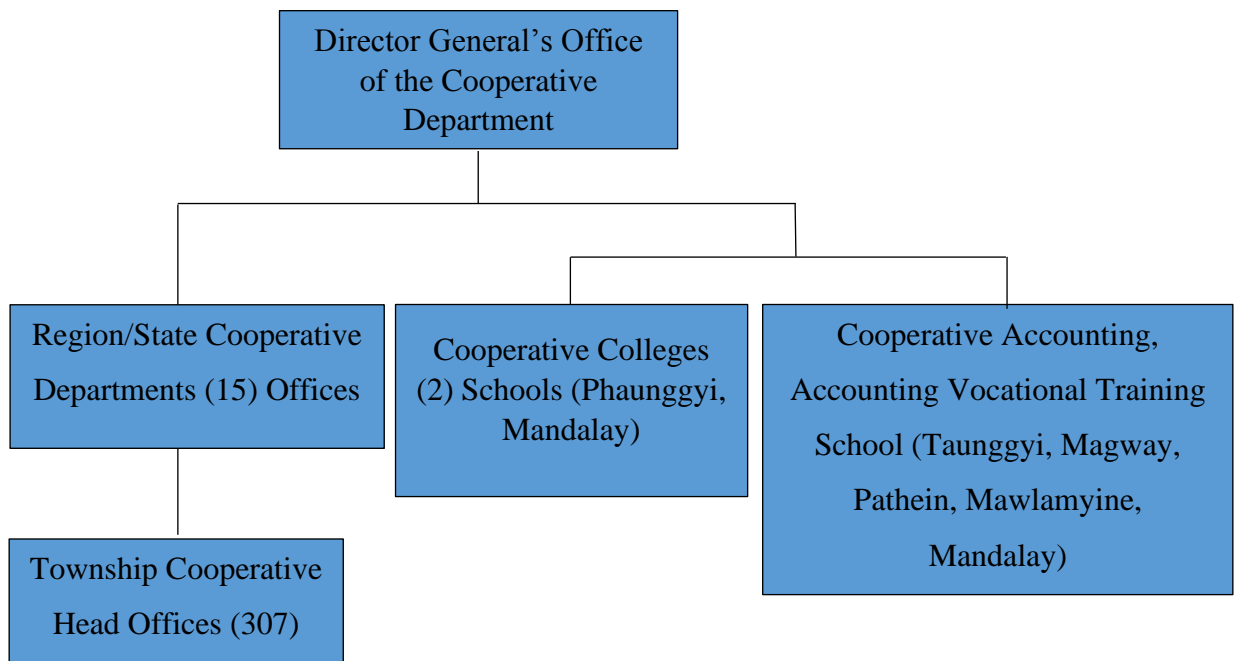 Director General’s Office
of the Cooperative
Department
Region/State Cooperative
Departments (15) Offices
Cooperative Colleges
(2) Schools (Phaunggyi,
Mandalay)
Cooperative Accounting,
Accounting Vocational Training
School (Taunggyi, Magway,
Pathein, Mawlamyine,
Mandalay)
Township Cooperative
Head Offices (307)